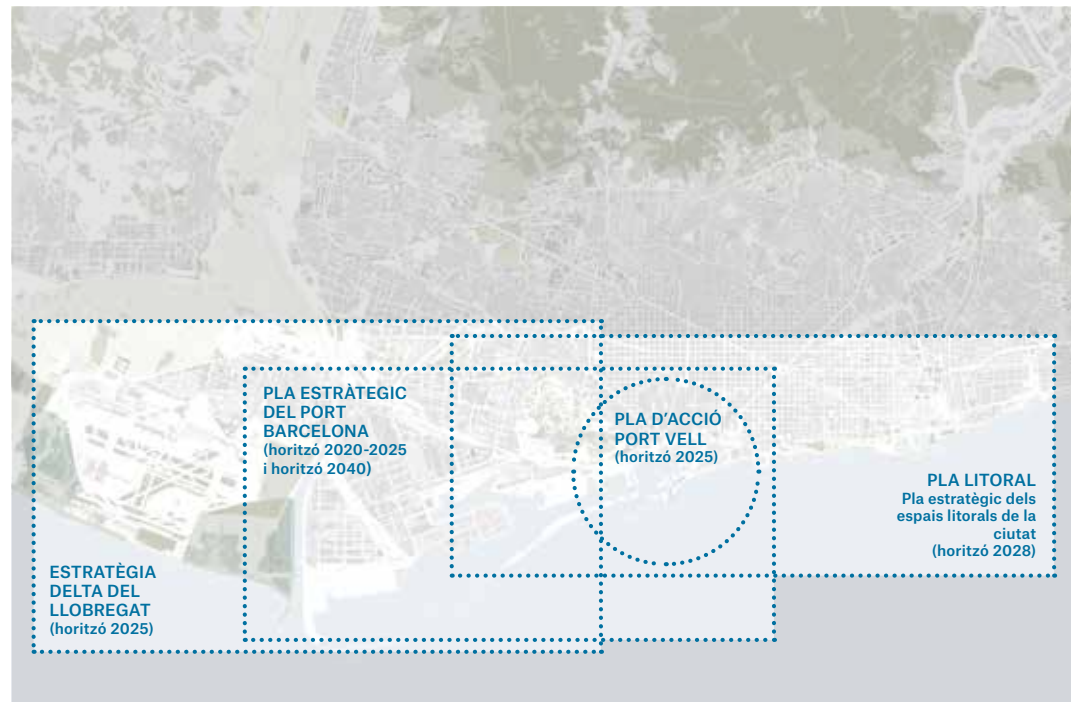 PLA ESTRÀTEGIC
DEL PORT
BARCELONA
(horitzó 2020-2025
i horitzó 2040)
PLA D’ACCIÓ
PORT VELL
(horitzó 2025)
PLA LITORAL
Pla estratègic dels
espais litorals de la
ciutat
(horitzó 2028)
ESTRATÈGIA
DELTA DEL
LLOBREGAT
(horitzó 2025)